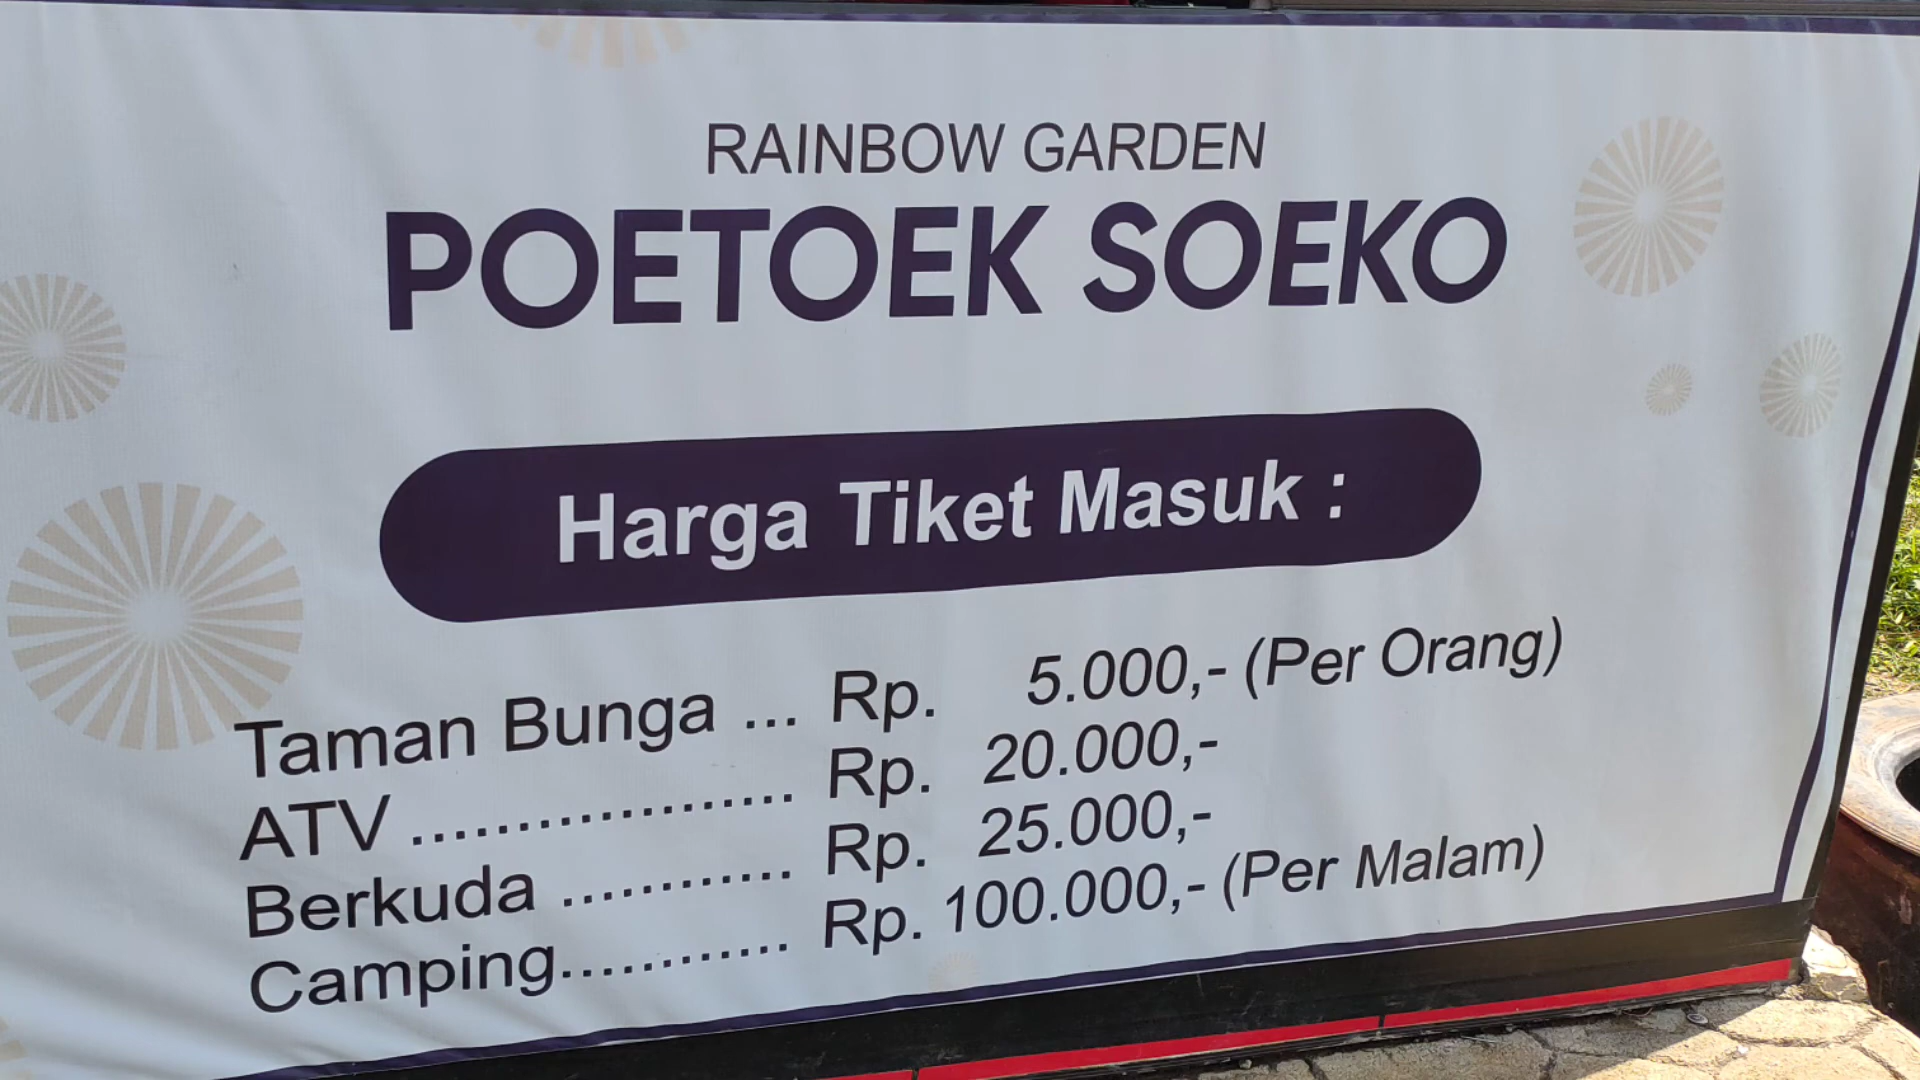 RAINBOW GARDEN
POETOEK SOEKO
Harga Tiket Masuk :
Taman Bunga ... Rp. 5.000,- (Per Orang)
ATV .................... Rp. 20.000,-
Berkuda ............ Rp. 25.000,-
Camping............ Rp. 100.000,- (Per Malam)